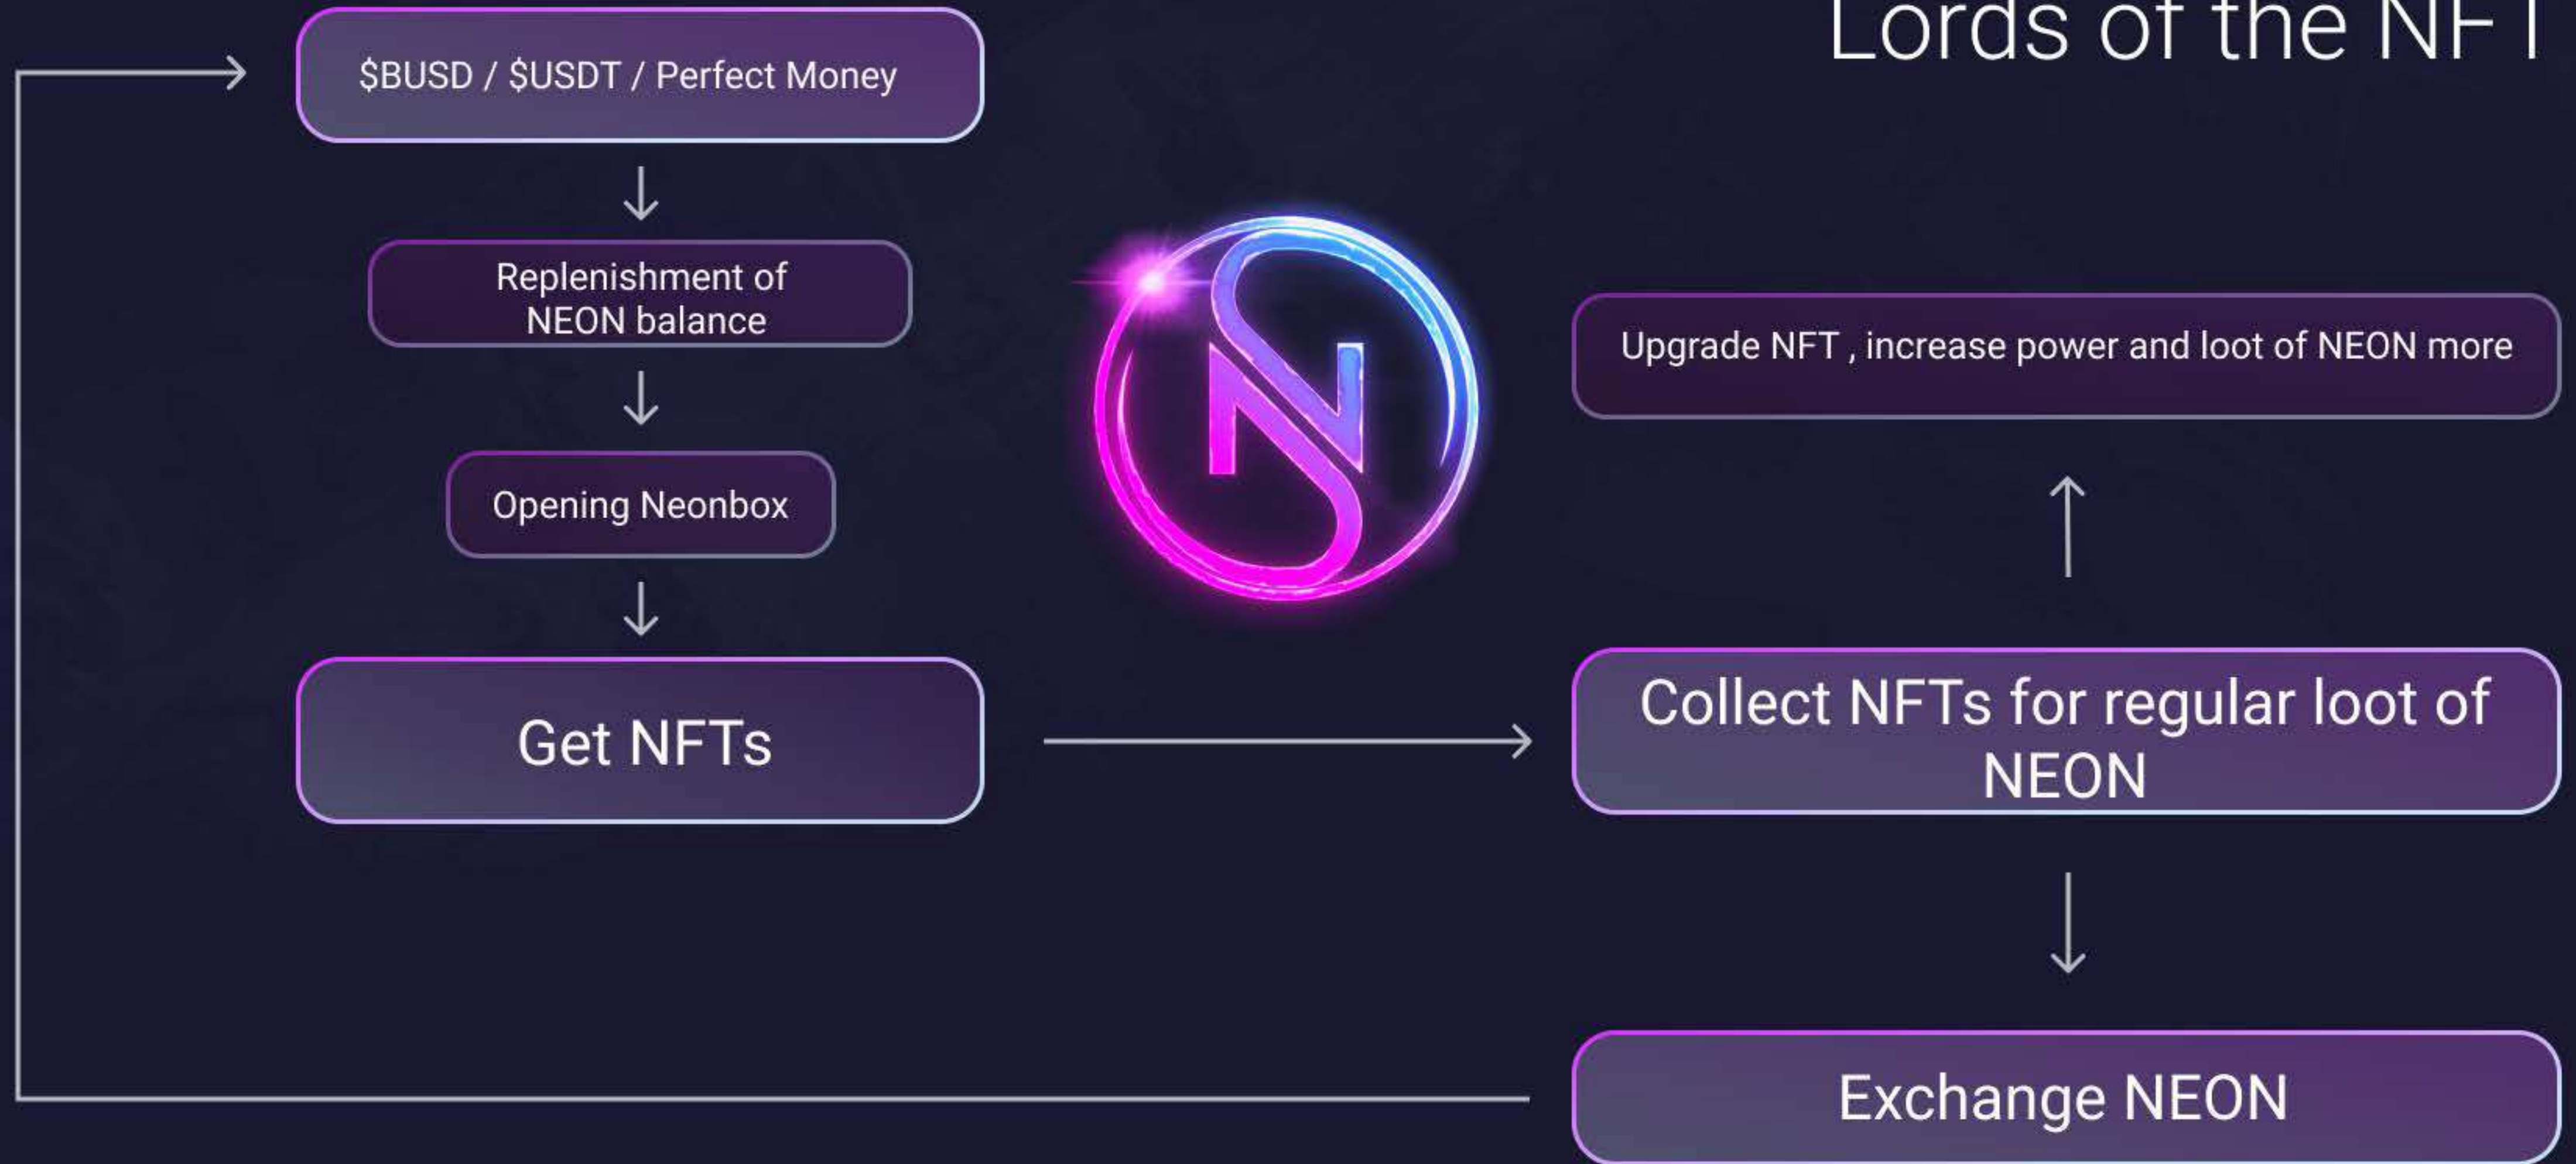 Lords of the NFT
$BUSD / $USDT / Perfect Money
Replenishment of
NEON balance
Opening Neonbox
Get NFTs
Upgrade NFT , increase power and loot of NEON more
Collect NFTs for regular loot of
NEON
Exchange NEON